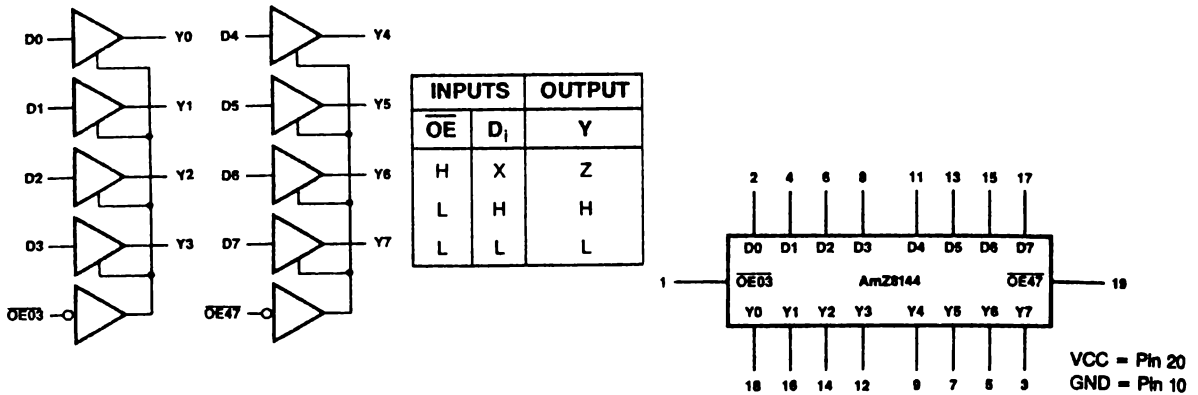 D0 Y0 D4 Y4
D1 Y1 D5 Y5
D2 Y2 D6 Y6
D3 Y3 D7 Y7
OE03 OE47
INPUTS OUTPUT
OE Di Y
H X Z
L H H
L L L
2 4 6 8 11 13 15 17
D0 D1 D2 D3 D4 D5 D6 D7
1 OE03 AmZ8144 OE47 19
Y0 Y1 Y2 Y3 Y4 Y5 Y6 Y7
18 16 14 12 9 7 5 3
VCC = Pin 20
GND = Pin 10